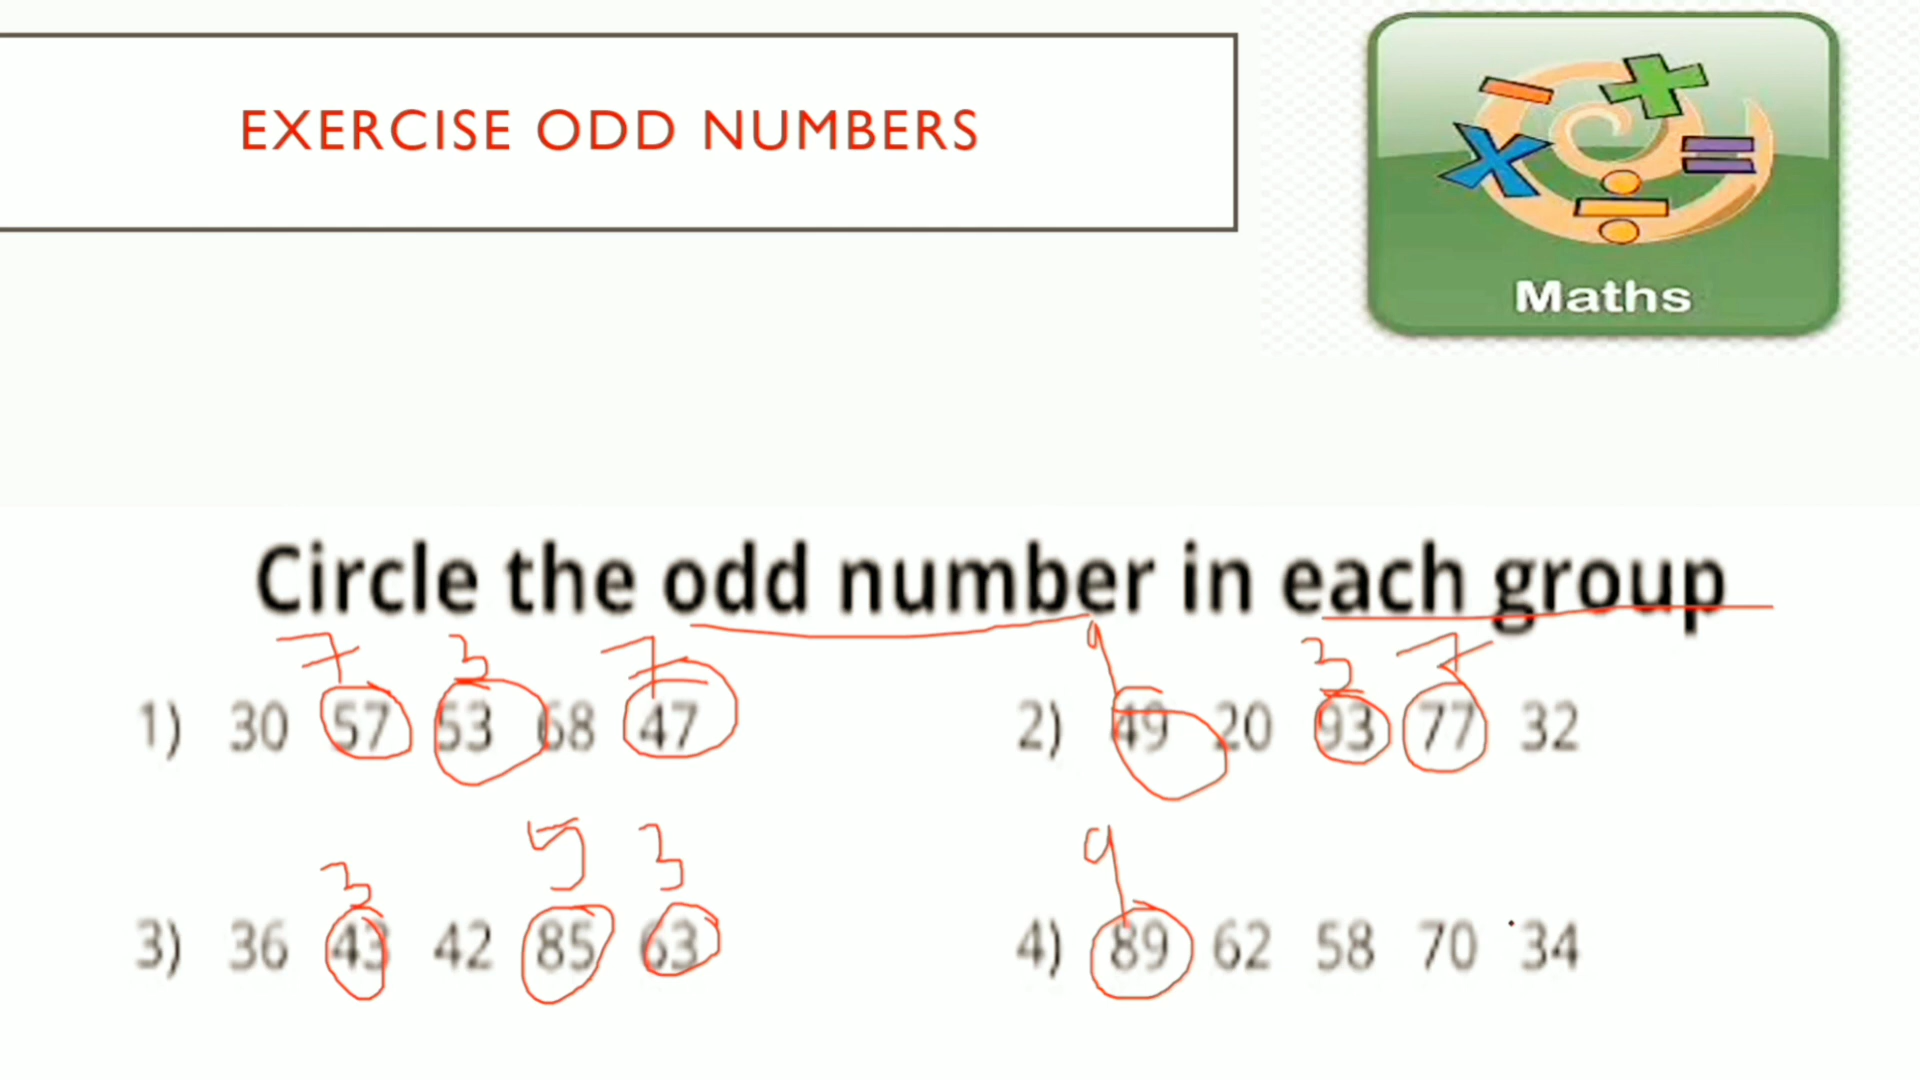 EXERCISE ODD NUMBERS
Maths
Circle the odd number in each group
7 3 7 9 3 7
1) 30 57 53 68 47 2) 49 20 93 77 32
3 5 3 9
3) 36 43 42 85 63 4) 89 62 58 70 34